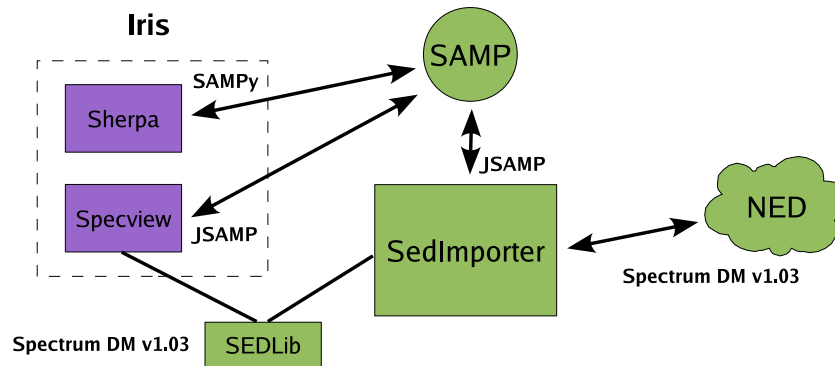 Iris
SAMP
SAMPy
Sherpa
JSAMP
Specview
JSAMP
SedImporter
NED
Spectrum DM v1.03
Spectrum DM v1.03
SEDLib